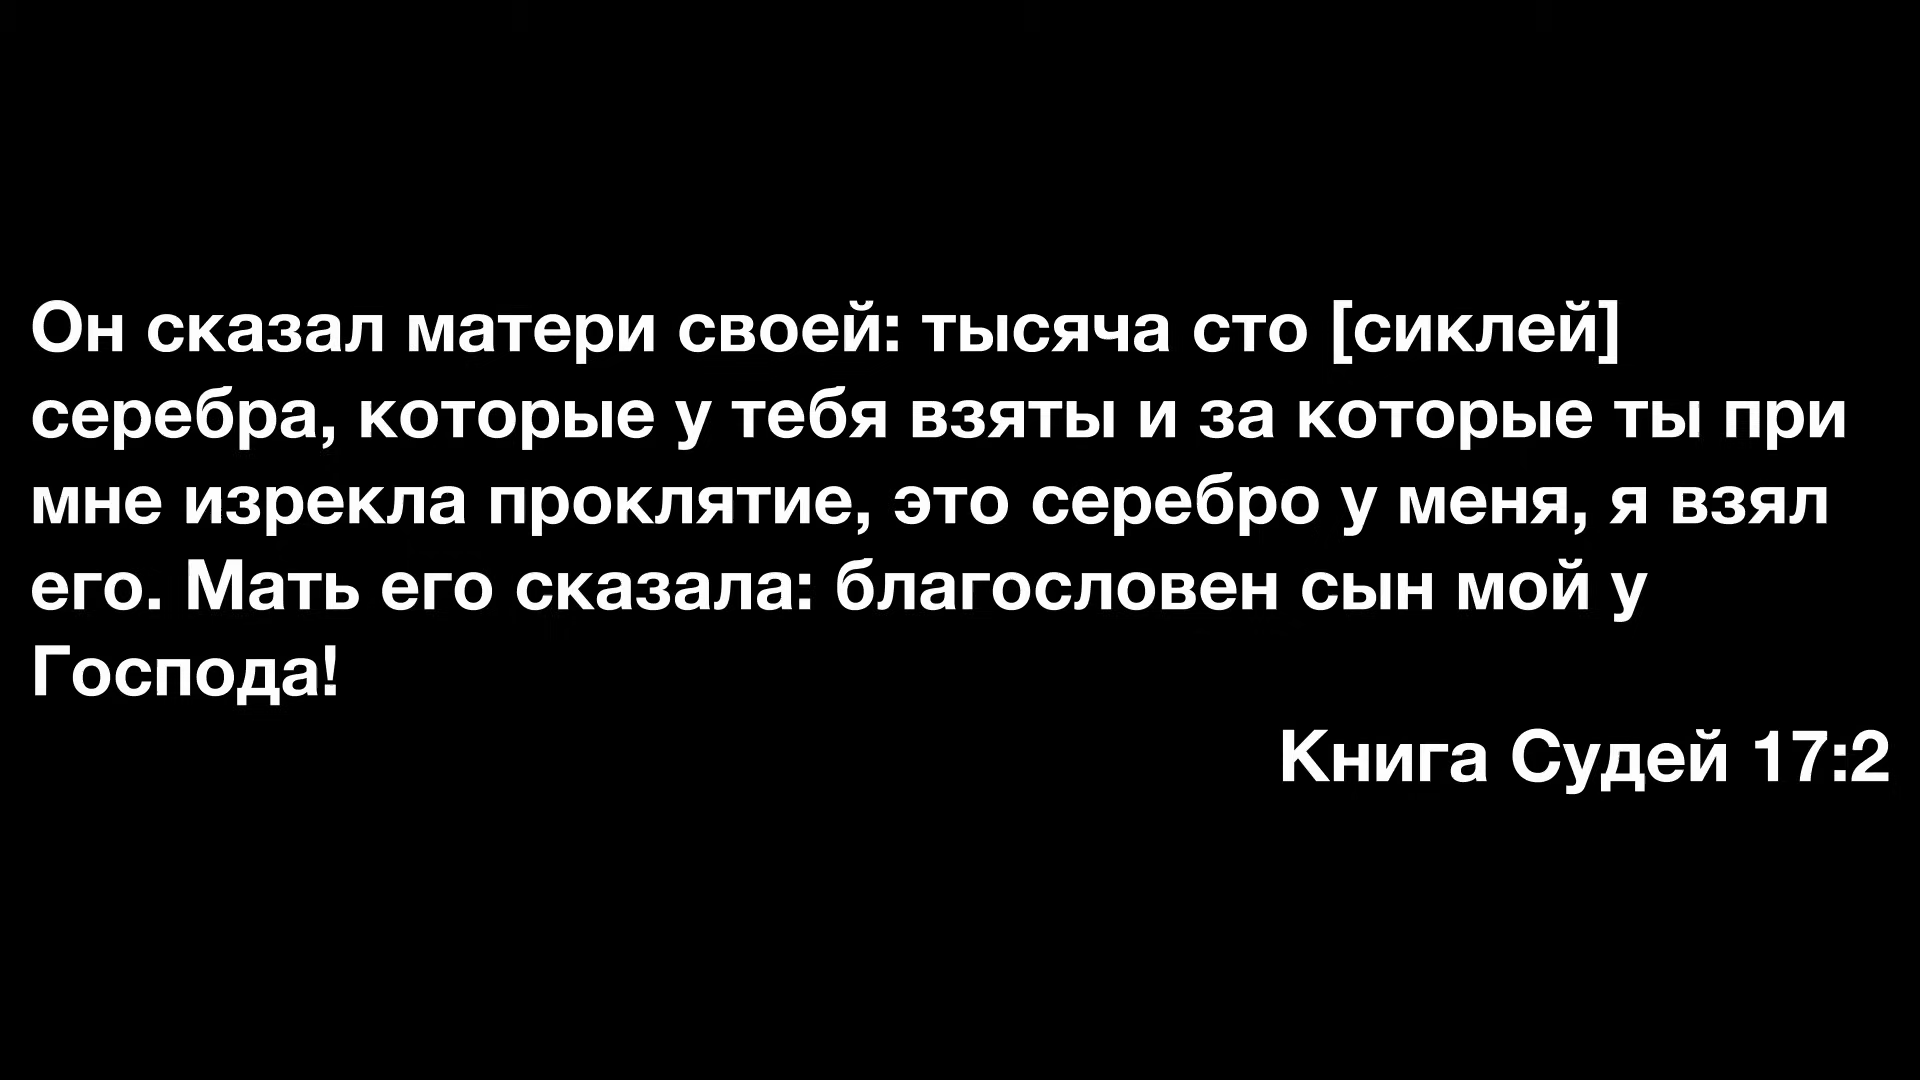 Он сказал матери своей: тысяча сто [сиклей]
серебра, которые у тебя взяты и за которые ты при
мне изрекла проклятие, это серебро у меня, я взял
его. Мать его сказала: благословен сын мой у
Господа!
Книга Судей 17:2